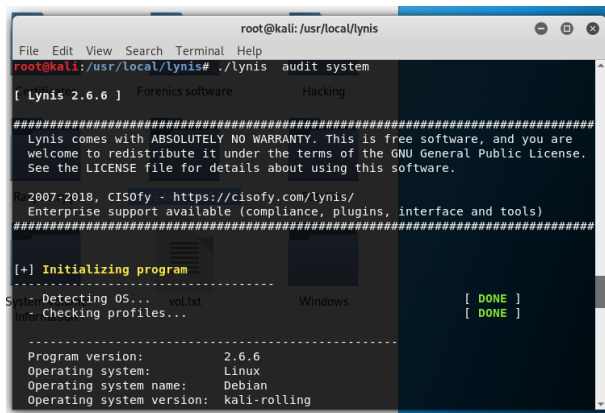 root@kali: /usr/local/lynis
File Edit View Search Terminal Help
root@kali:/usr/local/lynis# ./lynis audit system
Forenics software
Hacking
[ Lynis 2.6.6 ]
################################################################################
Lynis comes with ABSOLUTELY NO WARRANTY. This is free software, and you are
welcome to redistribute it under the terms of the GNU General Public License.
See the LICENSE file for details about using this software.
2007-2018, CISOfy - https://cisofy.com/lynis/
Enterprise support available (compliance, plugins, interface and tools)
################################################################################
[+] Initializing program
------------------------------------
- Detecting OS... [ DONE ]
- Checking profiles... [ DONE ]
System
Information
vol.txt
Windows
---------------------------------------------------
Program version: 2.6.6
Operating system: Linux
Operating system name: Debian
Operating system version: kali-rolling